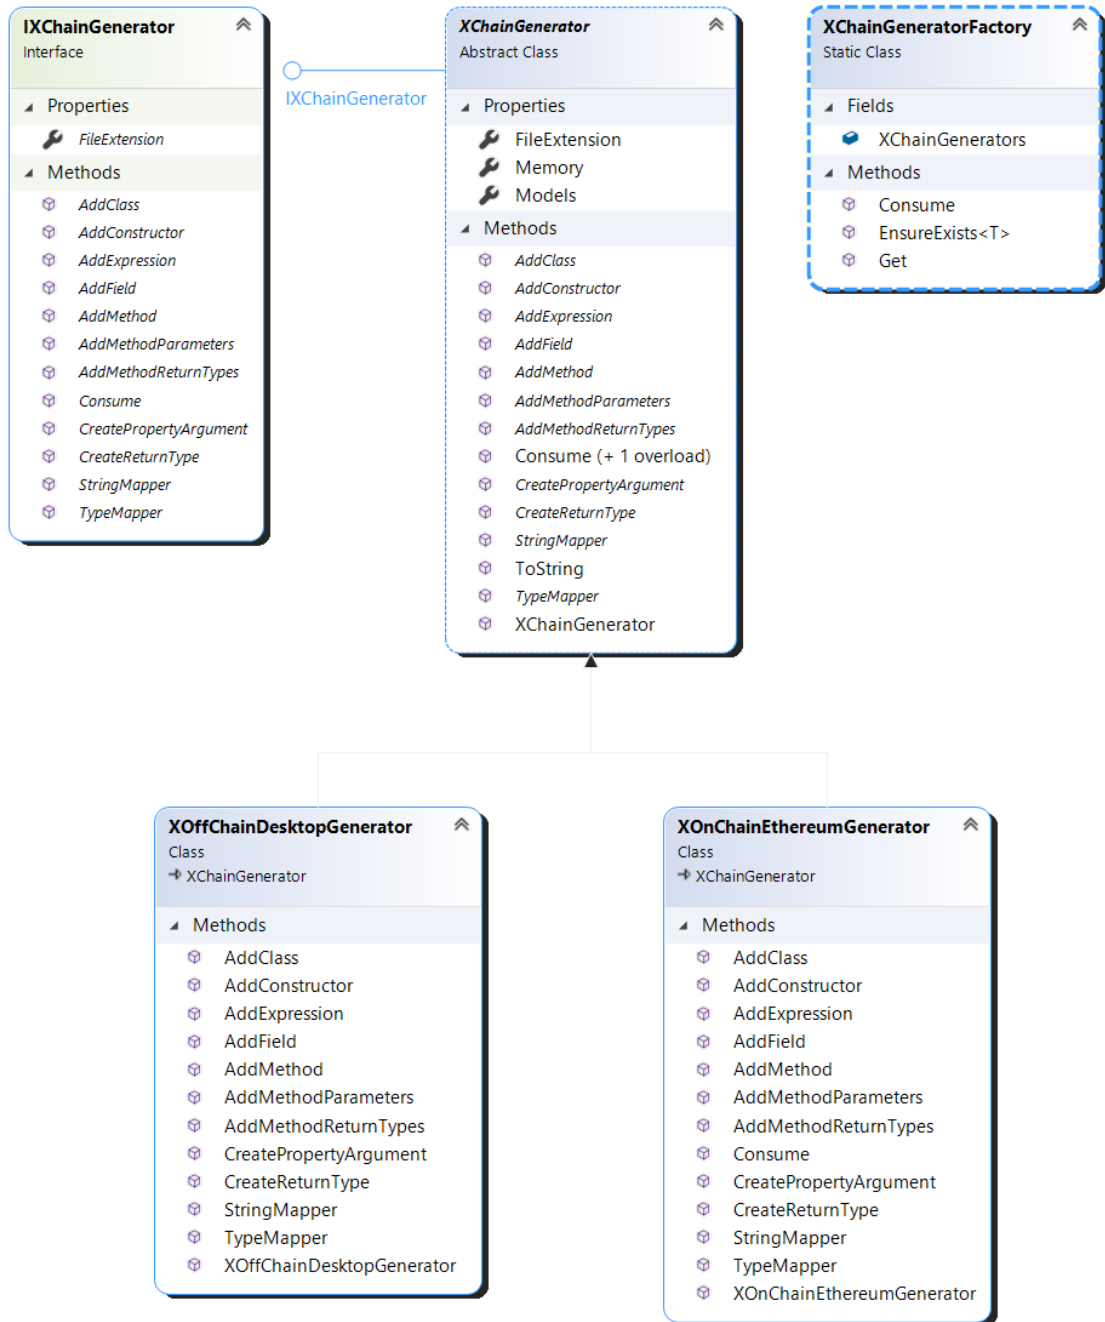 IXChainGenerator
Interface
Properties
FileExtension
Methods
AddClass
AddConstructor
AddExpression
AddField
AddMethod
AddMethodParameters
AddMethodReturnTypes
Consume
CreatePropertyArgument
CreateReturnType
StringMapper
TypeMapper
IXChainGenerator
XChainGenerator
Abstract Class
Properties
FileExtension
Memory
Models
Methods
AddClass
AddConstructor
AddExpression
AddField
AddMethod
AddMethodParameters
AddMethodReturnTypes
Consume (+ 1 overload)
CreatePropertyArgument
CreateReturnType
StringMapper
ToString
TypeMapper
XChainGenerator
XChainGeneratorFactory
Static Class
Fields
XChainGenerators
Methods
Consume
EnsureExists<T>
Get
XOffChainDesktopGenerator
Class
XChainGenerator
Methods
AddClass
AddConstructor
AddExpression
AddField
AddMethod
AddMethodParameters
AddMethodReturnTypes
CreatePropertyArgument
CreateReturnType
StringMapper
TypeMapper
XOffChainDesktopGenerator
XOnChainEthereumGenerator
Class
XChainGenerator
Methods
AddClass
AddConstructor
AddExpression
AddField
AddMethod
AddMethodParameters
AddMethodReturnTypes
Consume
CreatePropertyArgument
CreateReturnType
StringMapper
TypeMapper
XOnChainEthereumGenerator